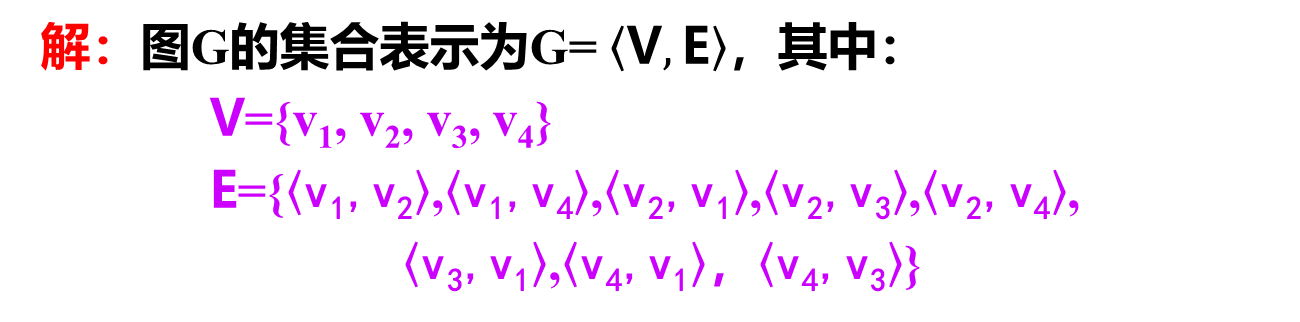 解：图G的集合表示为G= ⟨V, E⟩，其中：
V={v₁, v₂, v₃, v₄}
E={⟨v₁, v₂⟩,⟨v₁, v₄⟩,⟨v₂, v₁⟩,⟨v₂, v₃⟩,⟨v₂, v₄⟩,
⟨v₃, v₁⟩,⟨v₄, v₁⟩，⟨v₄, v₃⟩}